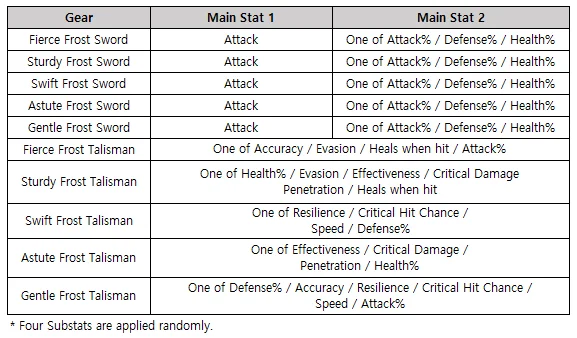 Gear Main Stat 1 Main Stat 2
Fierce Frost Sword Attack One of Attack% / Defense% / Health%
Sturdy Frost Sword Attack One of Attack% / Defense% / Health%
Swift Frost Sword Attack One of Attack% / Defense% / Health%
Astute Frost Sword Attack One of Attack% / Defense% / Health%
Gentle Frost Sword Attack One of Attack% / Defense% / Health%
Fierce Frost Talisman One of Accuracy / Evasion / Heals when hit / Attack%
Sturdy Frost Talisman One of Health% / Evasion / Effectiveness / Critical Damage
Penetration / Heals when hit
Swift Frost Talisman One of Resilience / Critical Hit Chance /
Speed / Defense%
Astute Frost Talisman One of Effectiveness / Critical Damage /
Penetration / Health%
Gentle Frost Talisman One of Defense% / Accuracy / Resilience / Critical Hit Chance /
Speed / Attack%
* Four Substats are applied randomly.